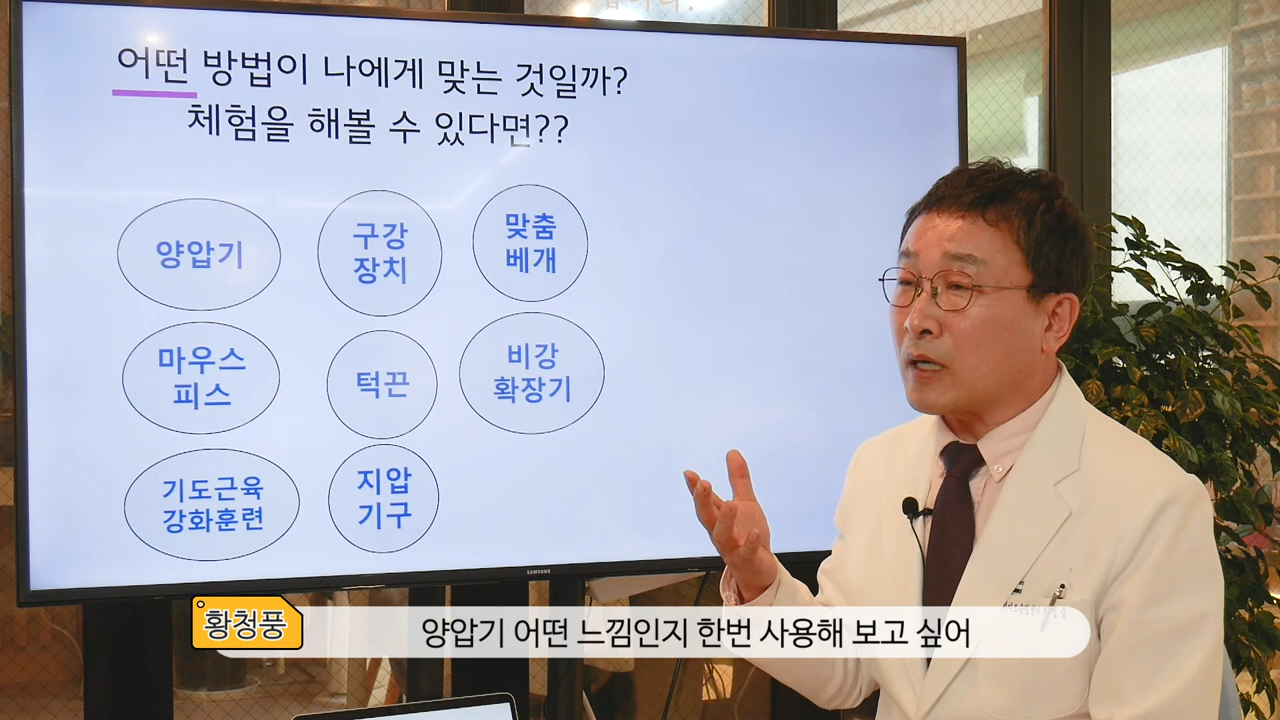 어떤 방법이 나에게 맞는 것일까?
체험을 해볼 수 있다면??
양압기
구강
장치
맞춤
베개
마우스
피스
턱끈
비강
확장기
기도근육
강화훈련
지압
기구
SAMSUNG
황청풍
양압기 어떤 느낌인지 한번 사용해 보고 싶어